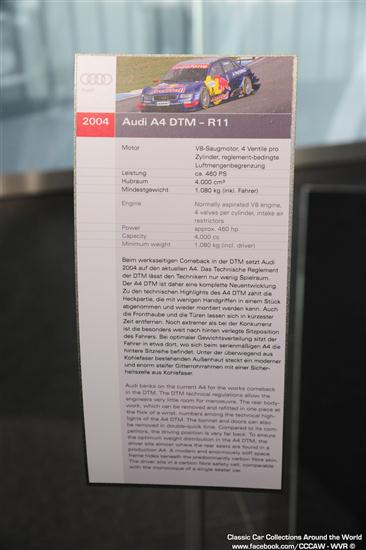 Audi
2004 Audi A4 DTM – R11
Motor V8-Saugmotor, 4 Ventile pro
Zylinder, reglement-bedingte
Luftmengenbegrenzung
Leistung ca. 460 PS
Hubraum 4.000 cm³
Mindestgewicht 1.080 kg (inkl. Fahrer)
Engine Normally aspirated V8 engine,
4 valves per cylinder, intake air
restrictors
Power approx. 460 hp
Capacity 4,000 cc
Minimum weight 1,080 kg (incl. driver)
Beim werksseitigen Comeback in der DTM setzt Audi
2004 auf den aktuellen A4. Das Technische Reglement
der DTM lässt den Technikern nur wenig Spielraum.
Der A4 DTM ist daher eine komplette Neuentwicklung.
Zu den technischen Highlights des A4 DTM zählt die
Heckpartie, die mit wenigen Handgriffen in einem Stück
abgenommen und wieder montiert werden kann. Auch
die Fronthaube und die Türen lassen sich in kürzester
Zeit entfernen. Noch extremer als bei der Konkurrenz
ist die besonders weit nach hinten verlegte Sitzposition
des Fahrers. Bei optimaler Gewichtsverteilung sitzt der
Fahrer in etwa dort, wo sich beim serienmäßigen A4 die
hintere Sitzreihe befindet. Unter der überwiegend aus
Kohlefaser bestehenden Außenhaut steckt ein moderner
und enorm steifer Gitterrohrrahmen mit einer Sicher-
heitszelle aus Kohlefaser.
Audi banks on the current A4 for the works comeback
in the DTM. The DTM technical regulations allow the
engineers very little room for manoeuvre. The rear body-
work, which can be removed and refitted in one piece at
the flick of a wrist, numbers among the technical high-
lights of the A4 DTM. The bonnet and doors can also
be removed in double-quick time. Compared to its com-
petitors, the driving position is very far back. To ensure
the optimum weight distribution in the A4 DTM, the
driver sits almost where the rear seats are found in a
production A4. A modern and enormously stiff space
frame hides beneath the predominantly carbon fibre skin.
The driver sits in a carbon fibre safety cell, comparable
with the monocoque of a single seater car.
Classic Car Collections Around the World
www.facebook.com/CCCAW - WVR ©